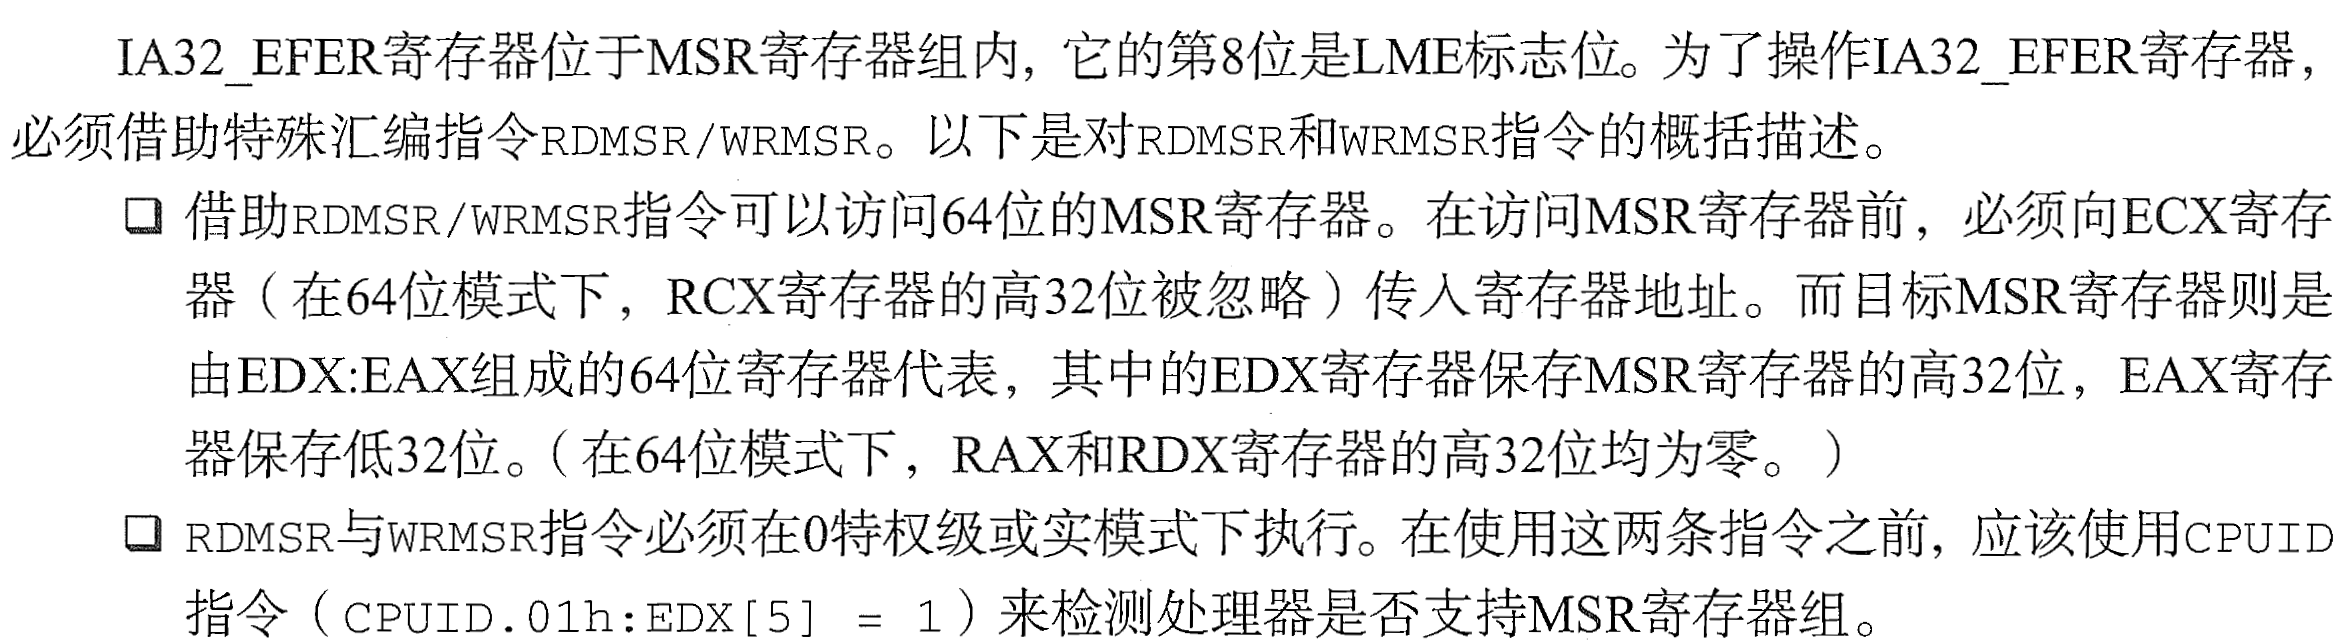 IA32_EFER寄存器位于MSR寄存器组内，它的第8位是LME标志位。为了操作IA32_EFER寄存器，
必须借助特殊汇编指令RDMSR/WRMSR。以下是对RDMSR和WRMSR指令的概括描述。
❑ 借助RDMSR/WRMSR指令可以访问64位的MSR寄存器。在访问MSR寄存器前，必须向ECX寄存
器（在64位模式下，RCX寄存器的高32位被忽略）传入寄存器地址。而目标MSR寄存器则是
由EDX:EAX组成的64位寄存器代表，其中的EDX寄存器保存MSR寄存器的高32位，EAX寄存
器保存低32位。（在64位模式下，RAX和RDX寄存器的高32位均为零。）
❑ RDMSR与WRMSR指令必须在0特权级或实模式下执行。在使用这两条指令之前，应该使用CPUID
指令（CPUID.01h:EDX[5] = 1）来检测处理器是否支持MSR寄存器组。